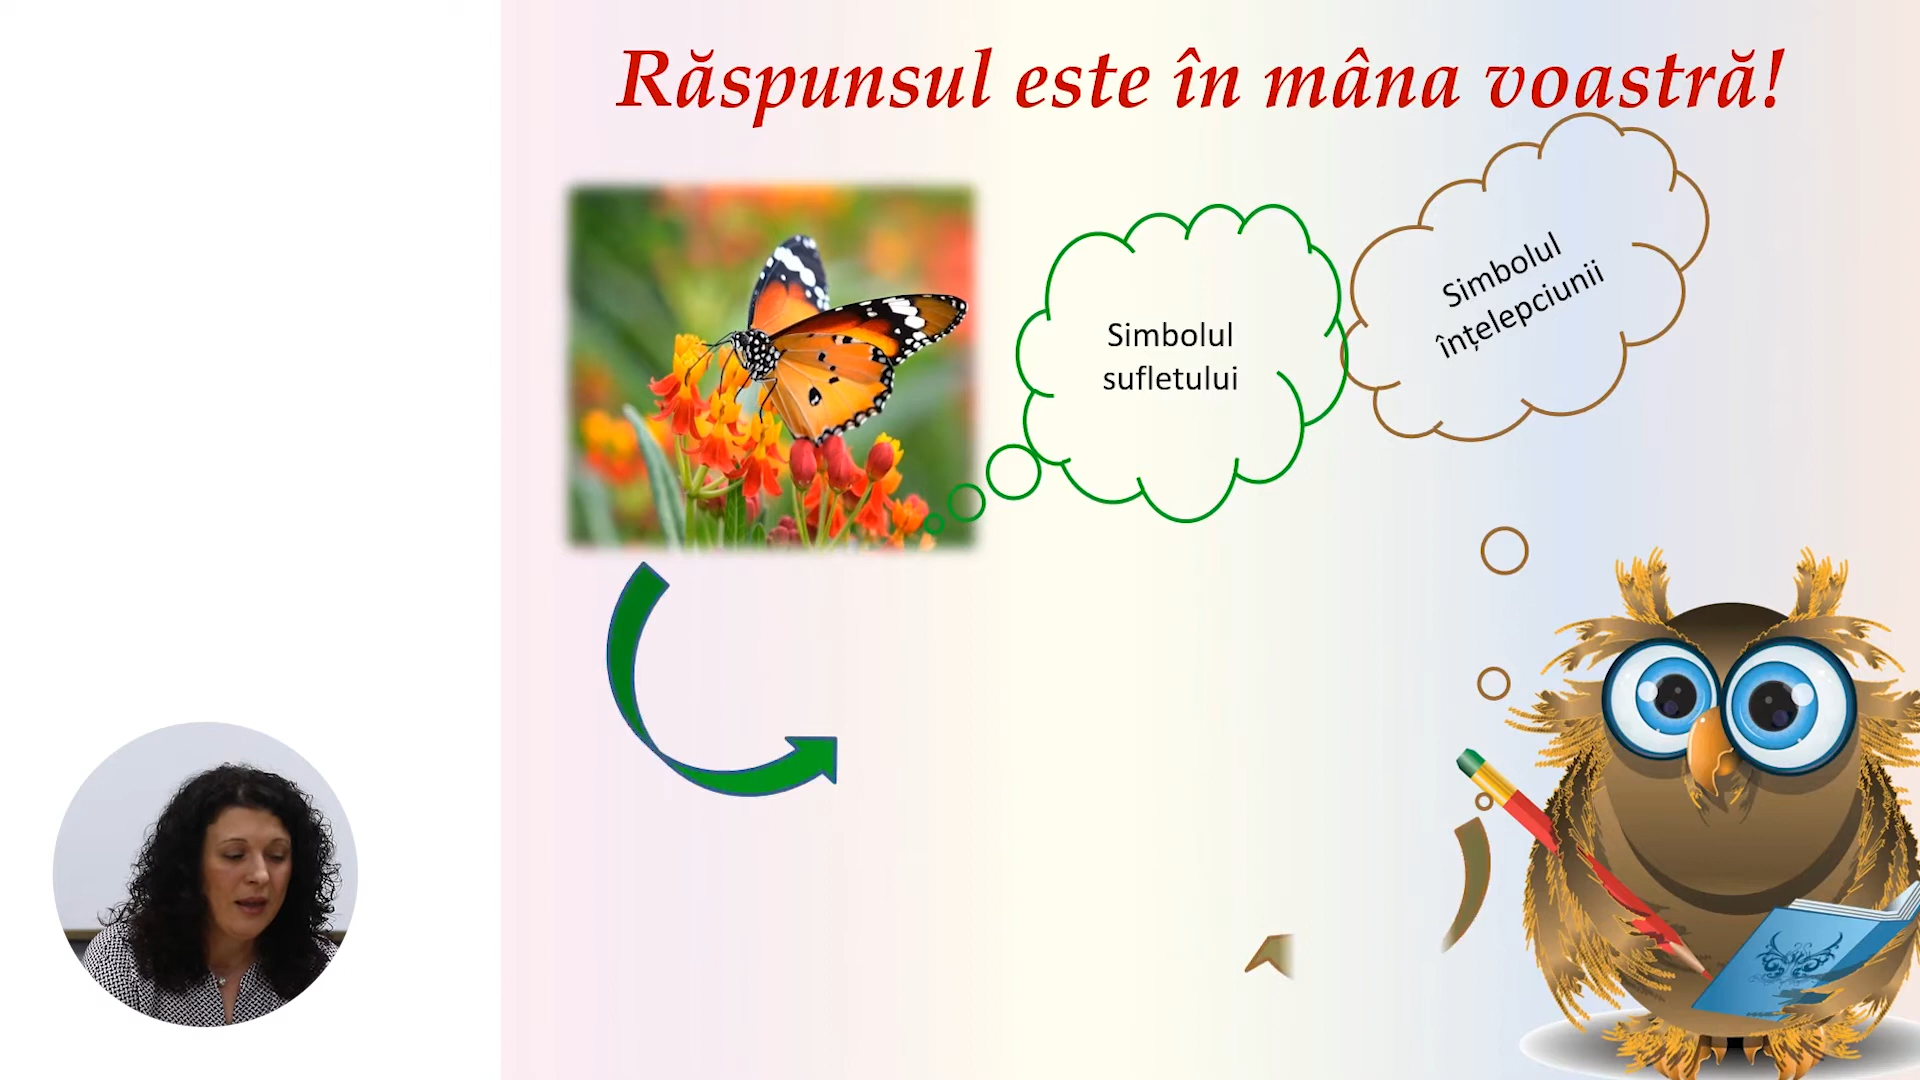 Răspunsul este în mâna voastră!
Simbolul
sufletului
Simbolul
înțelepciunii